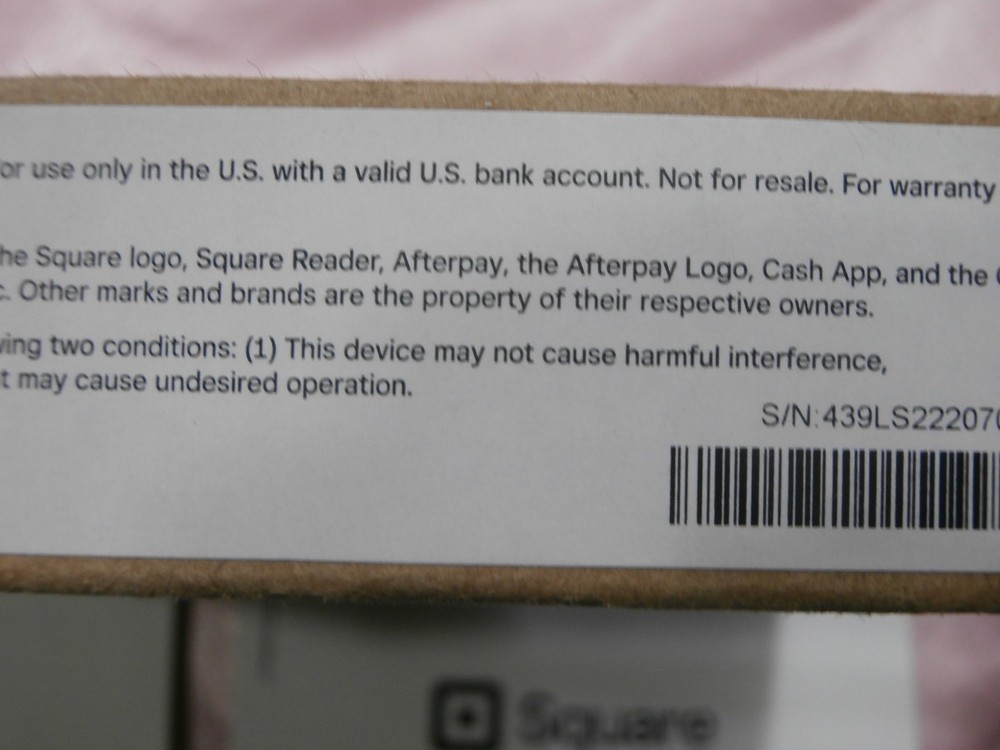 or use only in the U.S. with a valid U.S. bank account. Not for resale. For warranty
he Square logo, Square Reader, Afterpay, the Afterpay Logo, Cash App, and the
c. Other marks and brands are the property of their respective owners.
ving two conditions: (1) This device may not cause harmful interference,
t may cause undesired operation.
S/N:439LS222070
Square